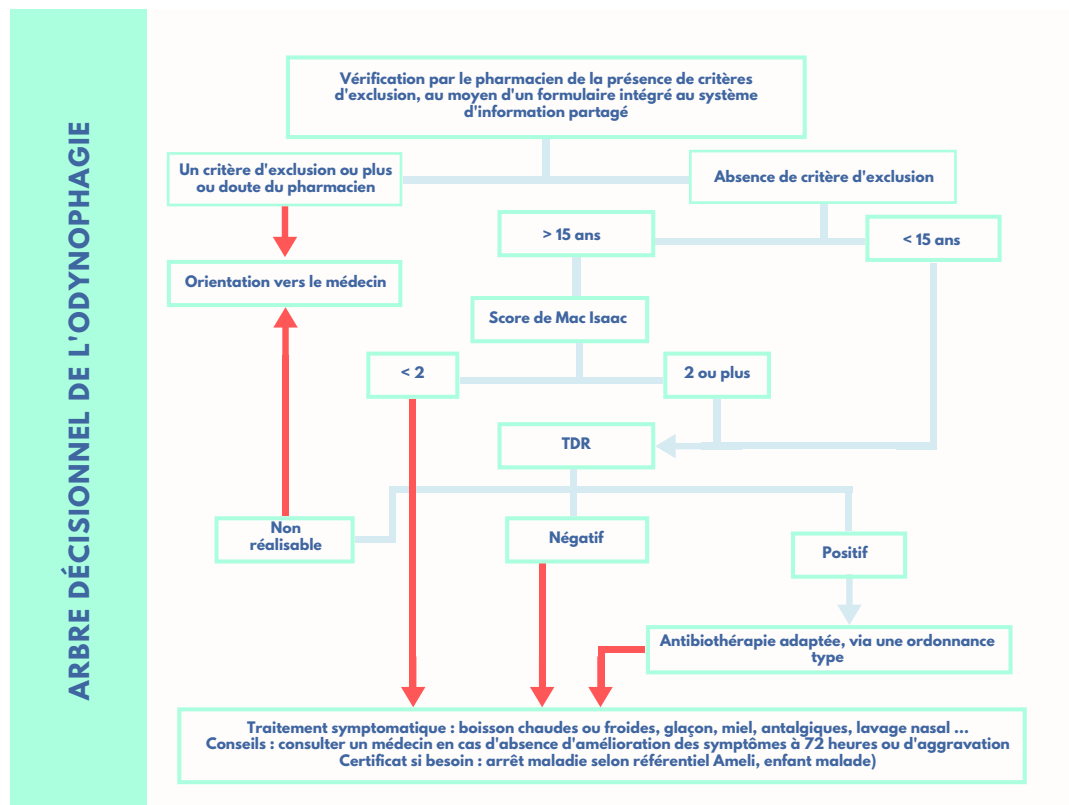 ARBRE DÉCISIONNEL DE L'ODYNOPHAGIE
Vérification par le pharmacien de la présence de critères
d'exclusion, au moyen d'un formulaire intégré au système
d'information partagé
Un critère d'exclusion ou plus
ou doute du pharmacien
Absence de critère d'exclusion
> 15 ans
< 15 ans
Orientation vers le médecin
Score de Mac Isaac
< 2
2 ou plus
TDR
Non
réalisable
Négatif
Positif
Antibiothérapie adaptée, via une ordonnance
type
Traitement symptomatique : boisson chaudes ou froides, glaçon, miel, antalgiques, lavage nasal ...
Conseils : consulter un médecin en cas d'absence d'amélioration des symptômes à 72 heures ou d'aggravation
Certificat si besoin : arrêt maladie selon référentiel Ameli, enfant malade)